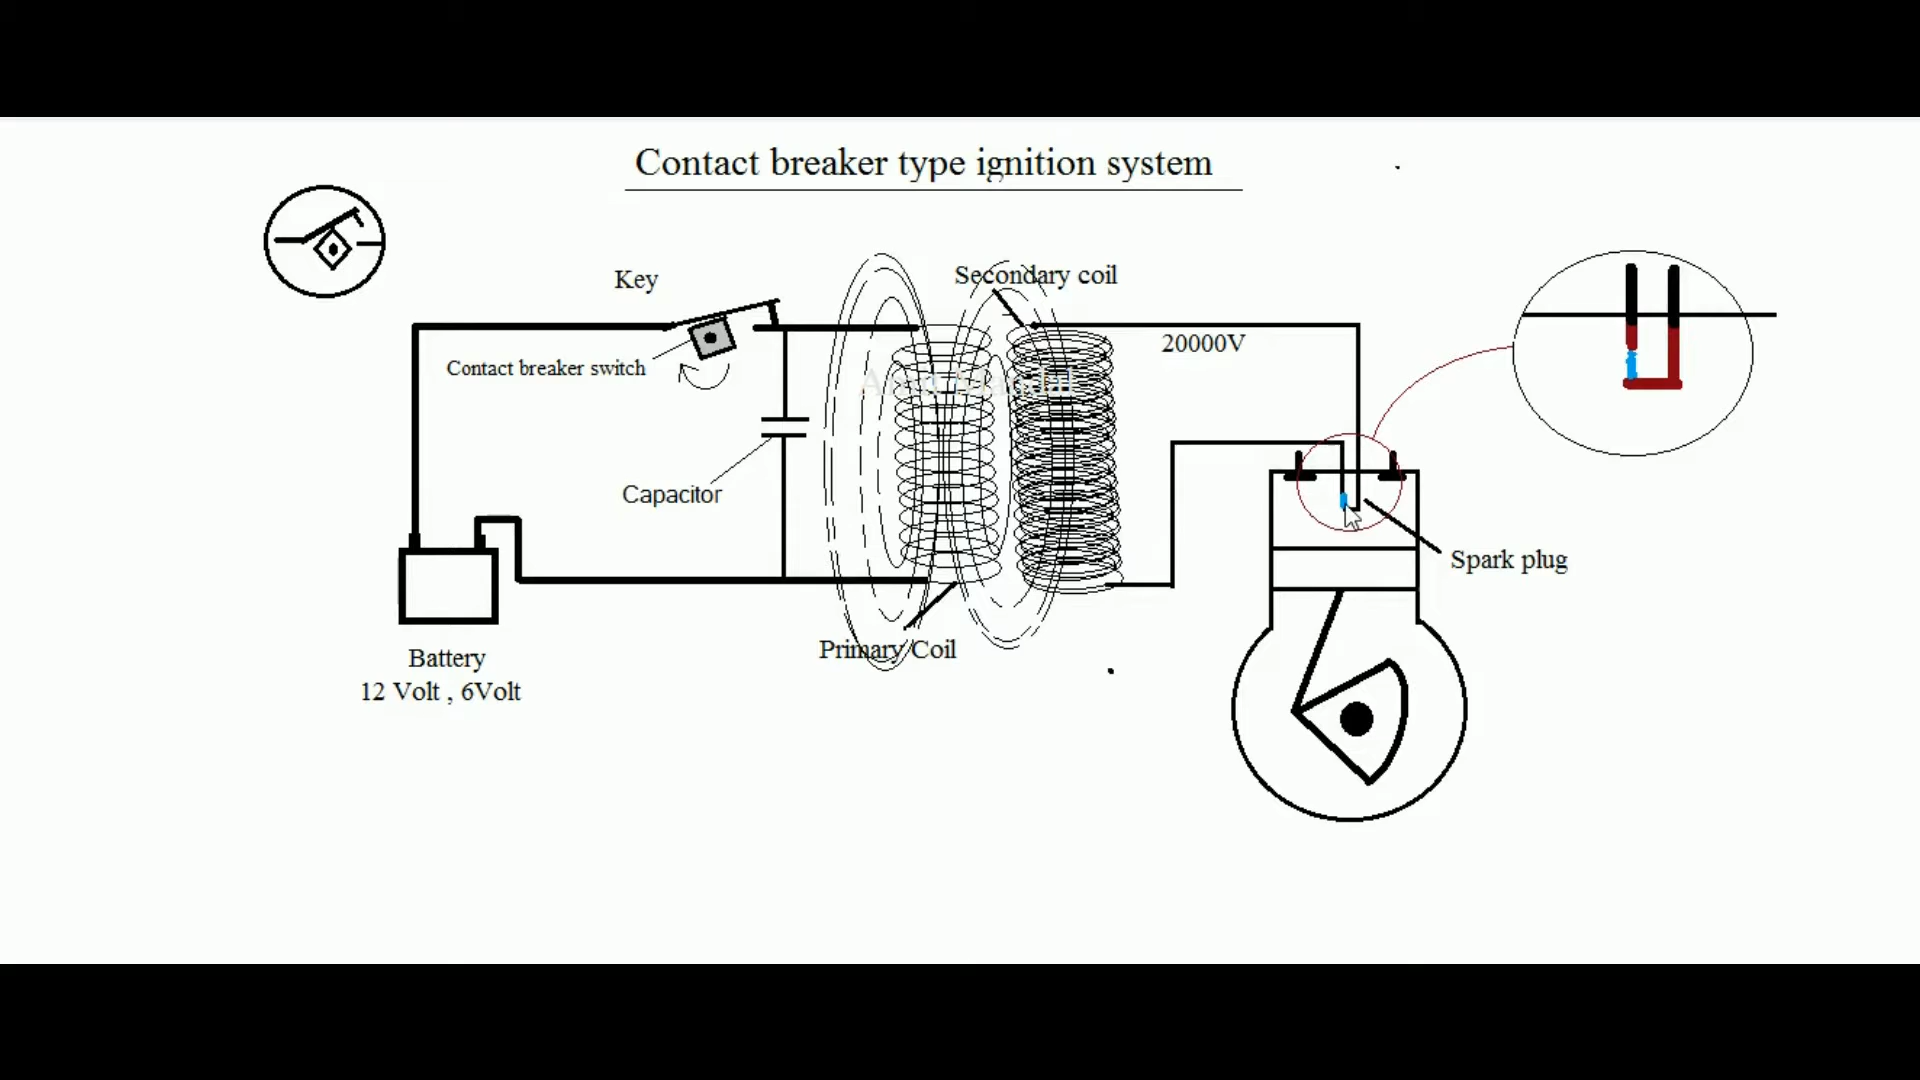 Contact breaker type ignition system
Key
Secondary coil
20000V
Contact breaker switch
Capacitor
Spark plug
Primary Coil
Battery
12 Volt , 6Volt